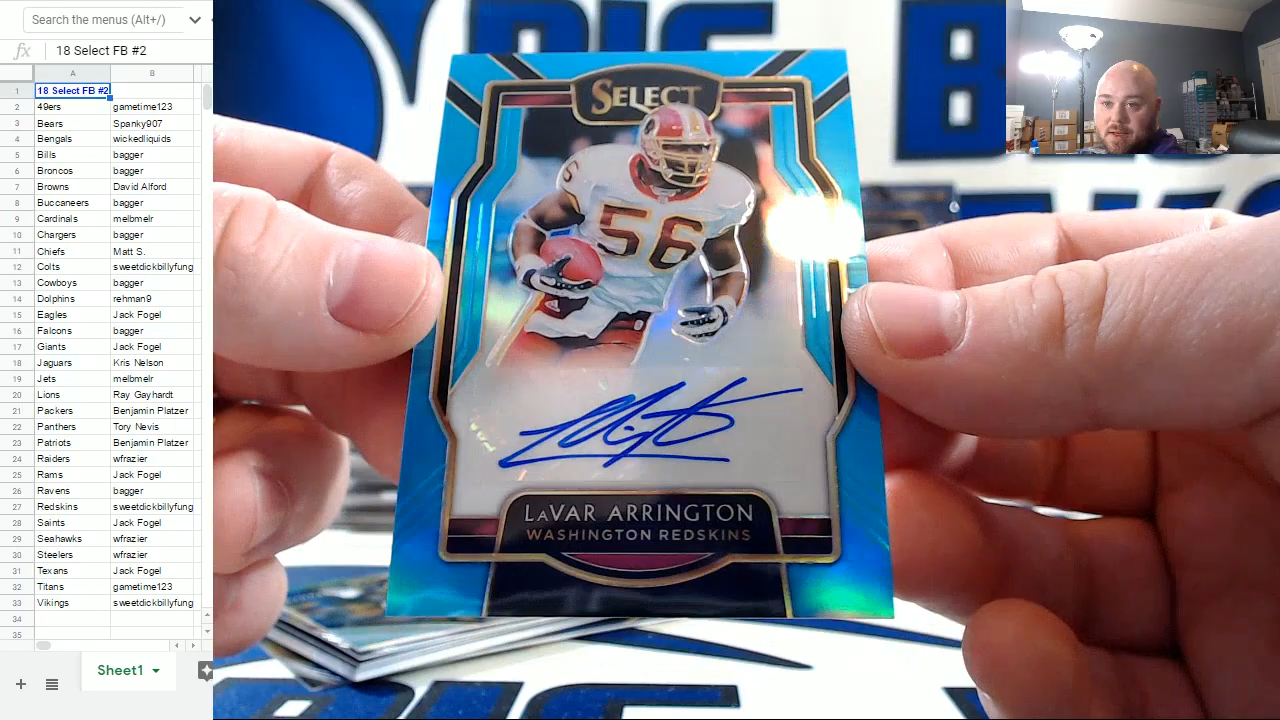 Search the menus (Alt+/)
fx 18 Select FB #2
A B
1 18 Select FB #2
2 49ers gametime123
3 Bears Spanky907
4 Bengals wickedliquids
5 Bills bagger
6 Broncos bagger
7 Browns David Alford
8 Buccaneers bagger
9 Cardinals melbmelr
10 Chargers bagger
11 Chiefs Matt S.
12 Colts sweetdickbillyfung
13 Cowboys bagger
14 Dolphins rehman9
15 Eagles Jack Fogel
16 Falcons bagger
17 Giants Jack Fogel
18 Jaguars Kris Nelson
19 Jets melbmelr
20 Lions Ray Gayhardt
21 Packers Benjamin Platzer
22 Panthers Tory Nevis
23 Patriots Benjamin Platzer
24 Raiders wfrazier
25 Rams Jack Fogel
26 Ravens bagger
27 Redskins sweetdickbillyfung
28 Saints Jack Fogel
29 Seahawks wfrazier
30 Steelers wfrazier
31 Texans Jack Fogel
32 Titans gametime123
33 Vikings sweetdickbillyfung
34
35
Sheet1
SELECT
56
56
LAVAR ARRINGTON
WASHINGTON REDSKINS